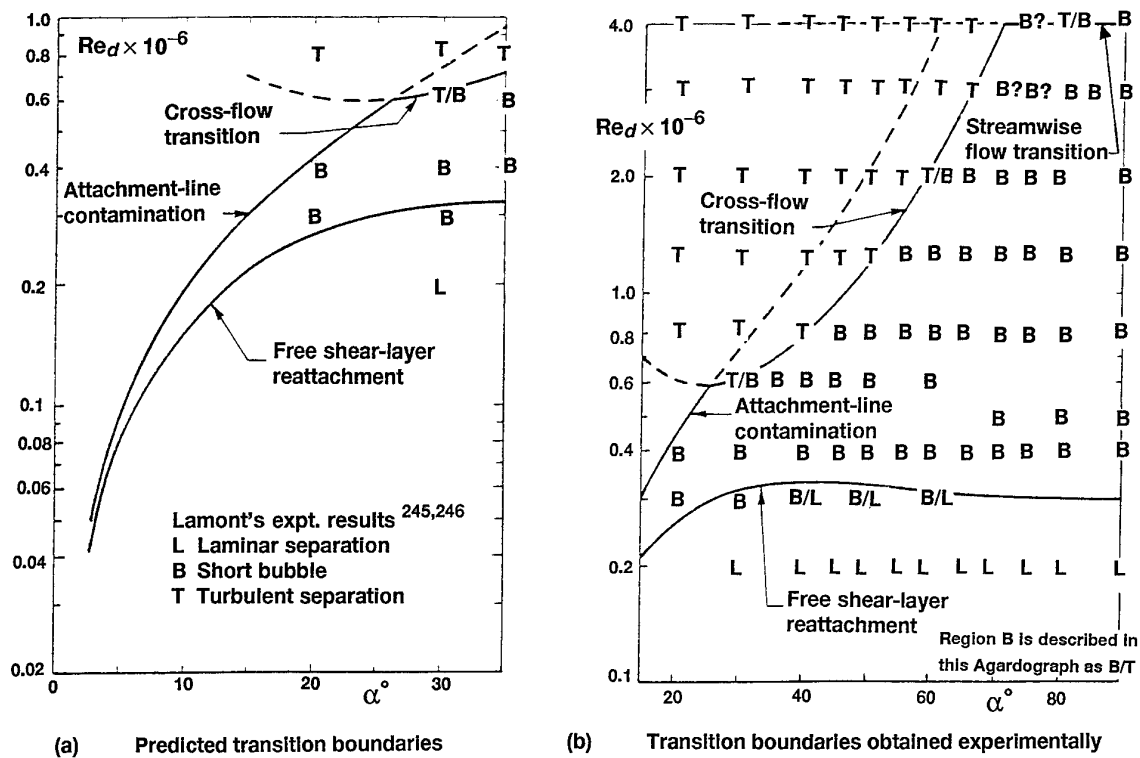 1.0
Re_d × 10^-6
0.8
0.6
0.4
0.2
0.1
0.08
0.06
0.04
0.02
T T T
T/B B
B B B
B B
L
Cross-flow
transition
Attachment-line
contamination
Free shear-layer
reattachment
Lamont's expt. results 245,246
L Laminar separation
B Short bubble
T Turbulent separation
0 10 20 30
α°
(a) Predicted transition boundaries
4.0
Re_d × 10^-6
2.0
1.0
0.8
0.6
0.4
0.2
0.1
T T T T T T T T B? T/B B
T T T T T T T T B? B? B B B
T T T T T T T/B B B B B B B
T T T T T B B B B B B B
T T T B B B B B B B B B
T/B B B B B B
B B B
B B B B B B B B B B B B
B B B/L B/L B/L
L L L L L L L L L L L
Streamwise
flow transition
Cross-flow
transition
Attachment-line
contamination
Free shear-layer
reattachment
Region B is described in
this Agardograph as B/T
20 40 60 80
α°
(b) Transition boundaries obtained experimentally